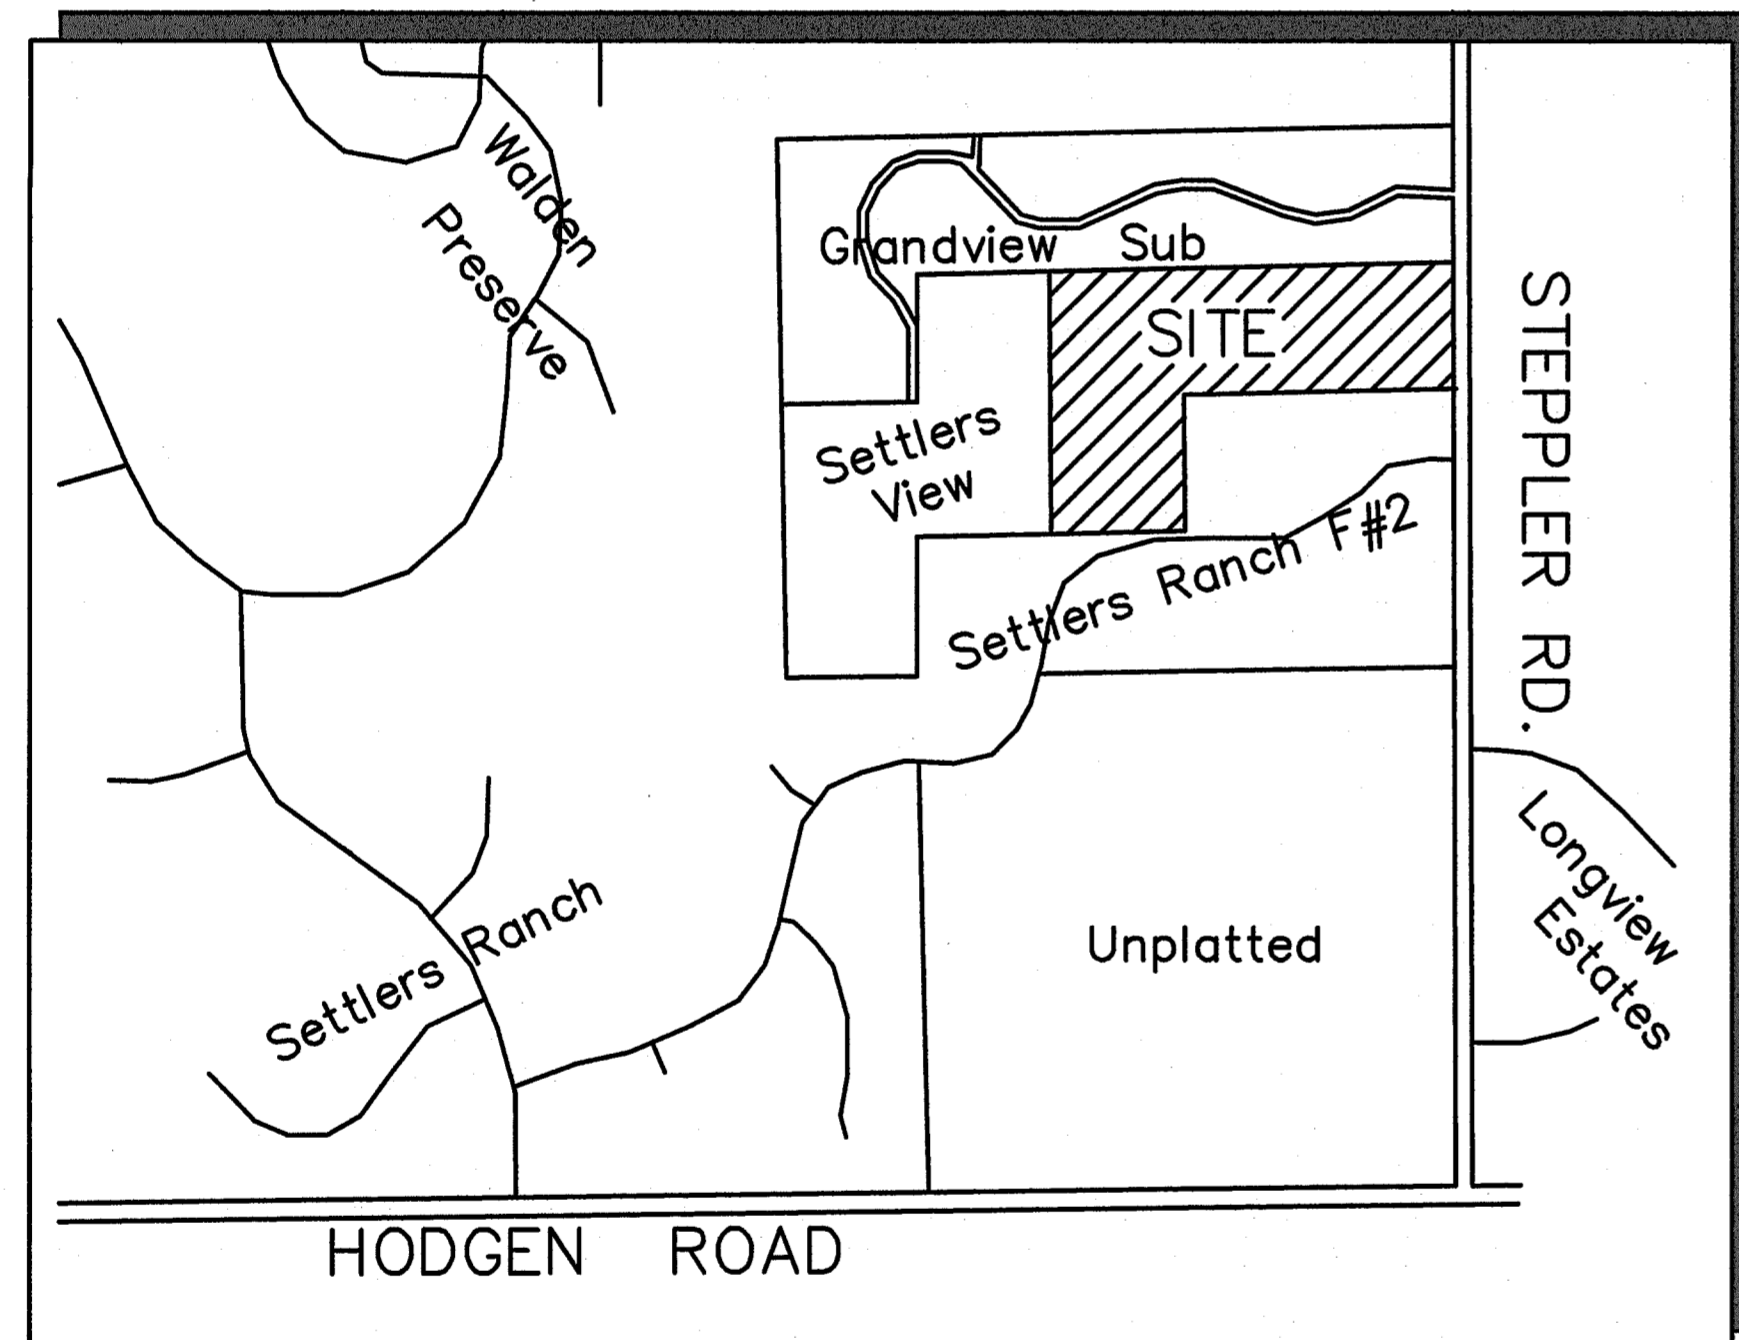 Walden
Preserve
Grandview Sub
SITE
STEPPLER RD.
Settlers
View
Settlers Ranch F#2
Longview
Estates
Settlers Ranch
Unplatted
HODGEN ROAD